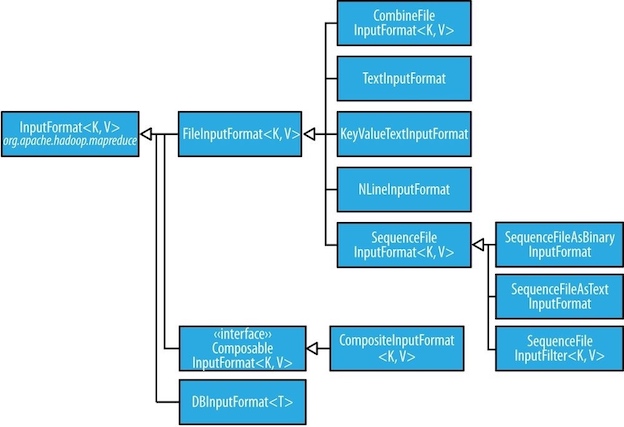 CombineFile
InputFormat<K, V>
TextInputFormat
InputFormat<K, V>
org.apache.hadoop.mapreduce
FileInputFormat<K, V>
KeyValueTextInputFormat
NLineInputFormat
SequenceFile
InputFormat<K, V>
SequenceFileAsBinary
InputFormat
SequenceFileAsText
InputFormat
SequenceFile
InputFilter<K, V>
‹‹interface››
Composable
InputFormat<K, V>
CompositeInputFormat
<K, V>
DBInputFormat<T>